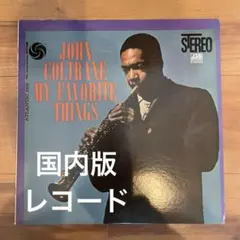 JOHN
COLTRANE
MY FAVORITE
THINGS
STEREO
国内版
レコード